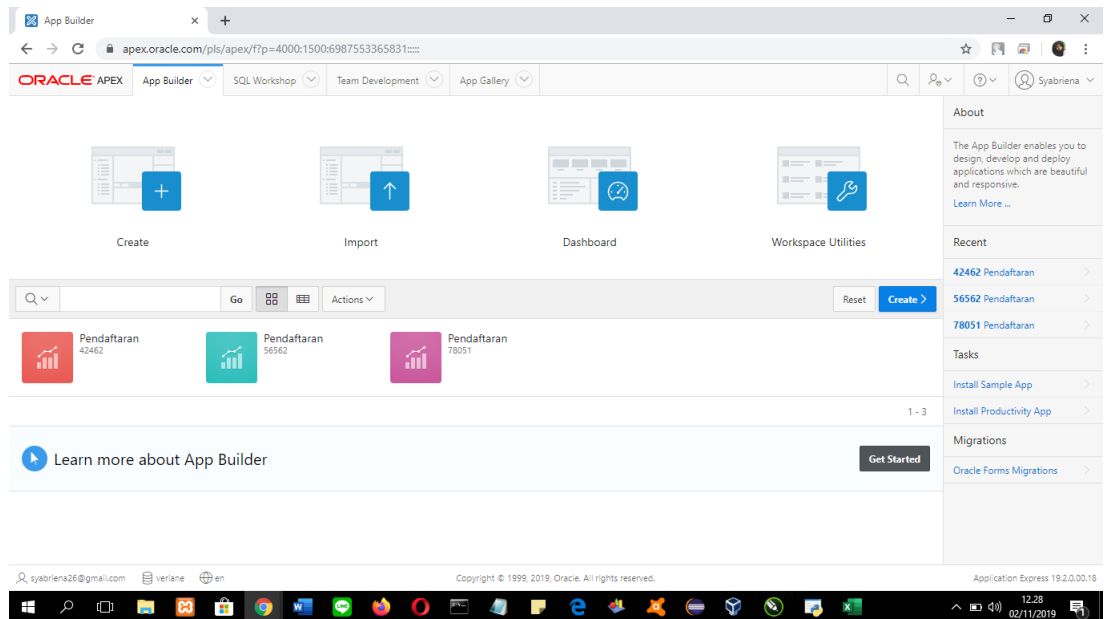 App Builder
apex.oracle.com/pls/apex/f?p=4000:1500:6987553365831:::::
ORACLE APEX App Builder SQL Workshop Team Development App Gallery Syabriena
Create Import Dashboard Workspace Utilities
Go Actions Reset Create
Pendaftaran Pendaftaran Pendaftaran
42462 56562 78051
1 - 3
Learn more about App Builder Get Started
About
The App Builder enables you to
design, develop and deploy
applications which are beautiful
and responsive.
Learn More ...
Recent
42462 Pendaftaran
56562 Pendaftaran
78051 Pendaftaran
Tasks
Install Sample App
Install Productivity App
Migrations
Oracle Forms Migrations
syabriena26@gmail.com verlane en Copyright © 1999, 2019, Oracle. All rights reserved. Application Express 19.2.0.00.18
12.28
02/11/2019